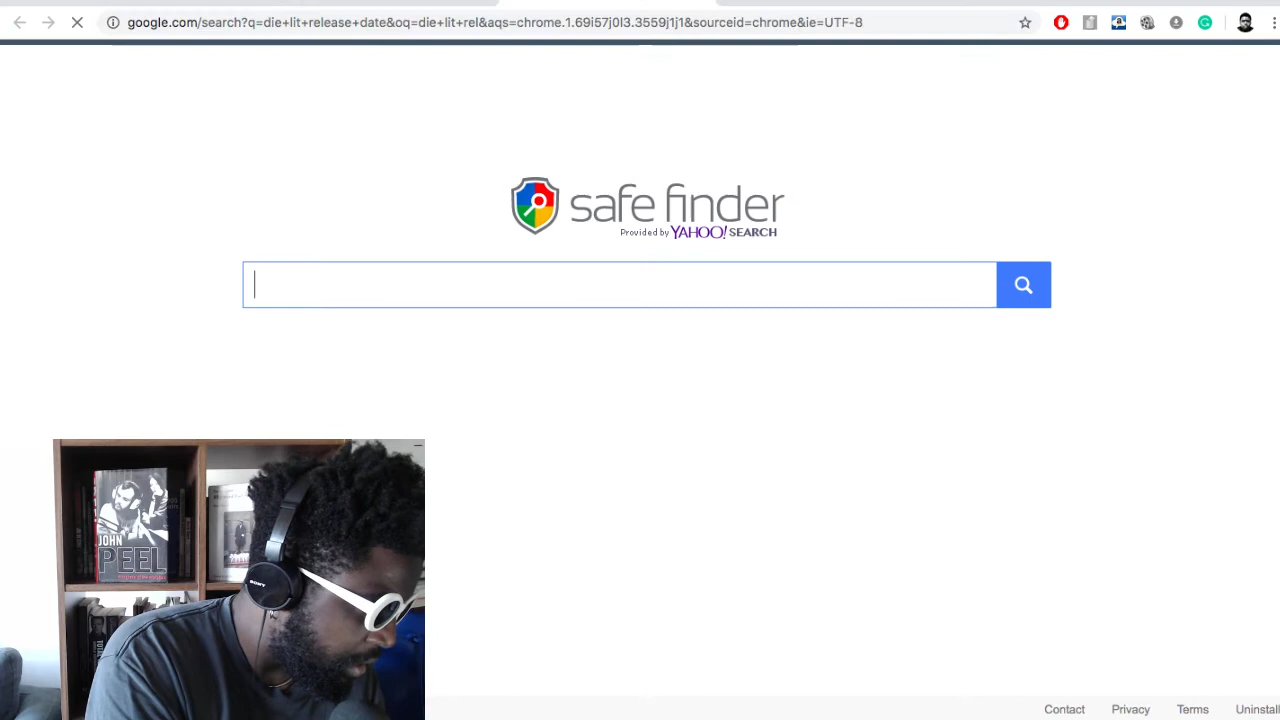 google.com/search?q=die+lit+release+date&oq=die+lit+rel&aqs=chrome.1.69i57j0l3.3559j1j1&sourceid=chrome&ie=UTF-8
safe finder
Provided by YAHOO! SEARCH
JOHN
PEEL
SONY
Contact Privacy Terms Uninstall